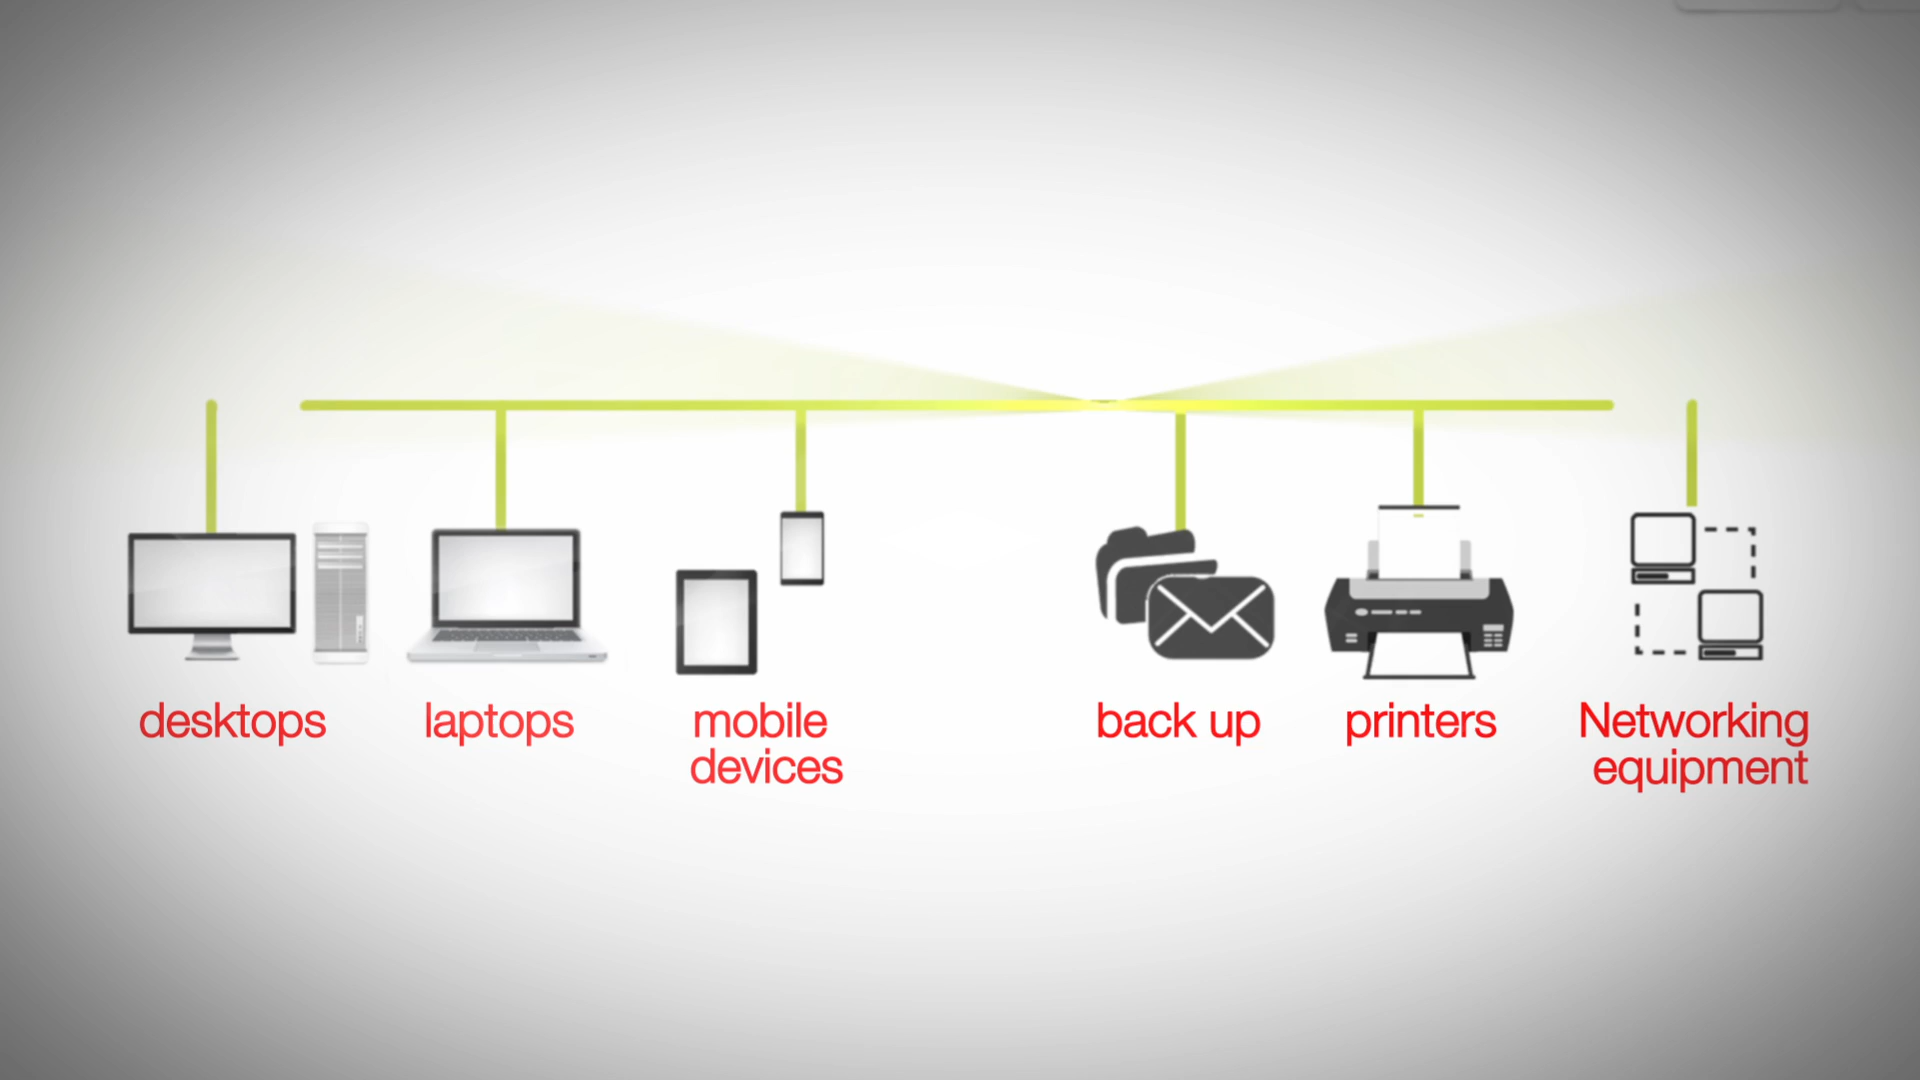 desktops
laptops
mobile
devices
back up
printers
Networking
equipment